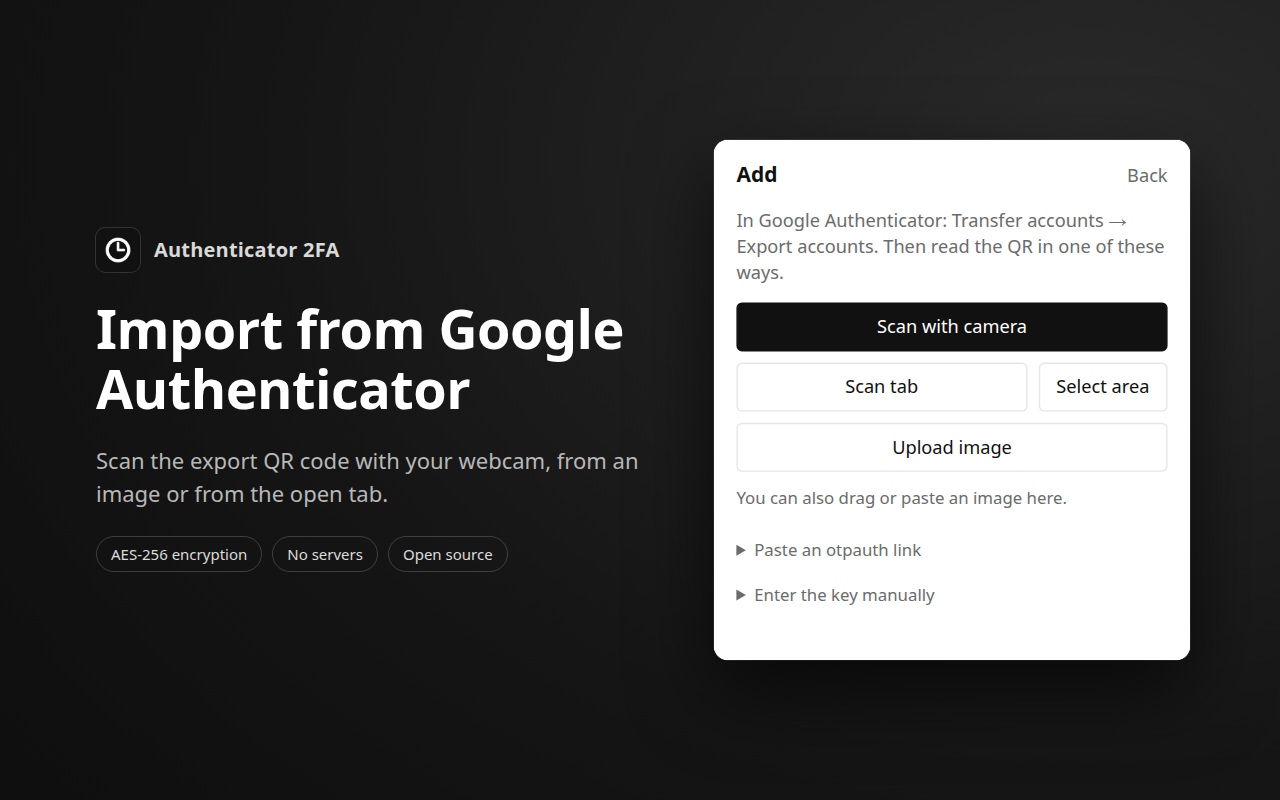 Authenticator 2FA
Import from Google
Authenticator
Scan the export QR code with your webcam, from an
image or from the open tab.
AES-256 encryption
No servers
Open source
Add
Back
In Google Authenticator: Transfer accounts →
Export accounts. Then read the QR in one of these
ways.
Scan with camera
Scan tab
Select area
Upload image
You can also drag or paste an image here.
▶ Paste an otpauth link
▶ Enter the key manually